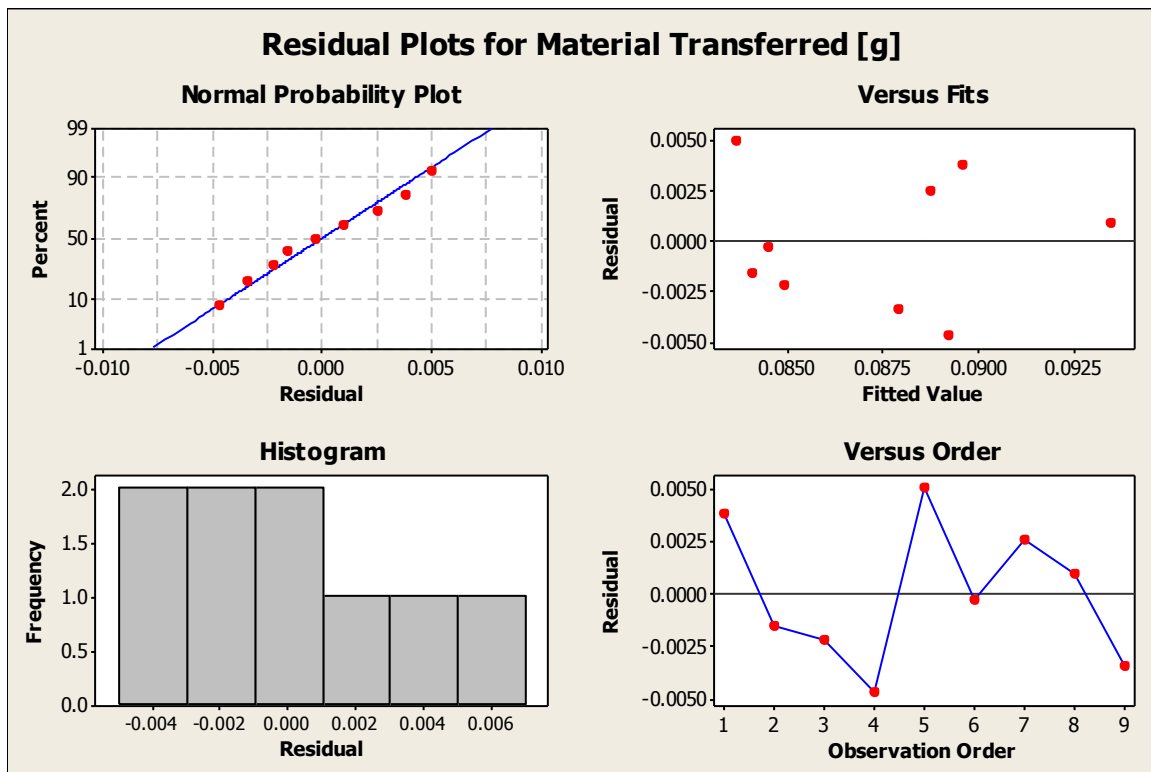 Residual Plots for Material Transferred [g]
Normal Probability Plot
99
90
50
10
1
Percent
-0.010 -0.005 0.000 0.005 0.010
Residual
Versus Fits
0.0050
0.0025
0.0000
-0.0025
-0.0050
Residual
0.0850 0.0875 0.0900 0.0925
Fitted Value
Histogram
2.0
1.5
1.0
0.5
0.0
Frequency
-0.004 -0.002 0.000 0.002 0.004 0.006
Residual
Versus Order
0.0050
0.0025
0.0000
-0.0025
-0.0050
Residual
1 2 3 4 5 6 7 8 9
Observation Order